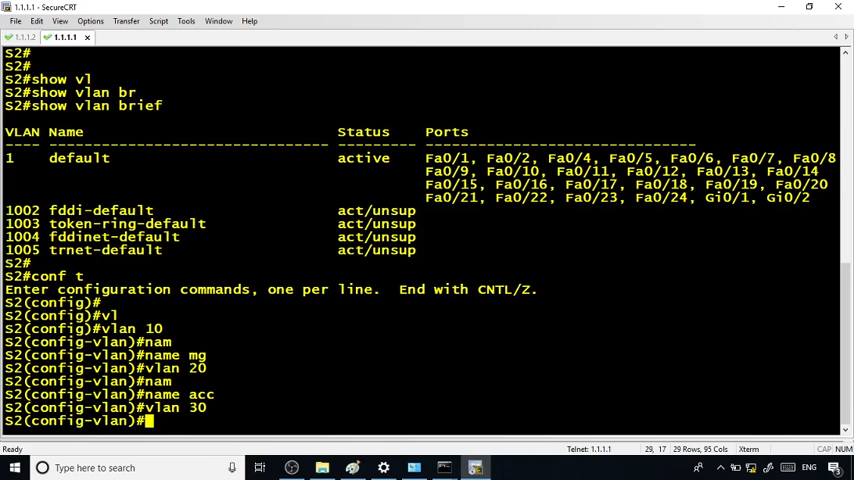 1.1.1.1 - SecureCRT
File Edit View Options Transfer Script Tools Window Help
1.1.1.2 1.1.1.1
S2#
S2#
S2#show vl
S2#show vlan br
S2#show vlan brief
VLAN Name Status Ports
---- -------------------------------- --------- -------------------------------
1 default active Fa0/1, Fa0/2, Fa0/4, Fa0/5, Fa0/6, Fa0/7, Fa0/8
Fa0/9, Fa0/10, Fa0/11, Fa0/12, Fa0/13, Fa0/14
Fa0/15, Fa0/16, Fa0/17, Fa0/18, Fa0/19, Fa0/20
Fa0/21, Fa0/22, Fa0/23, Fa0/24, Gi0/1, Gi0/2
1002 fddi-default act/unsup
1003 token-ring-default act/unsup
1004 fddinet-default act/unsup
1005 trnet-default act/unsup
S2#
S2#conf t
Enter configuration commands, one per line. End with CNTL/Z.
S2(config)#
S2(config)#vl
S2(config)#vlan 10
S2(config-vlan)#nam
S2(config-vlan)#name mg
S2(config-vlan)#vlan 20
S2(config-vlan)#nam
S2(config-vlan)#name acc
S2(config-vlan)#vlan 30
S2(config-vlan)#
Ready Telnet: 1.1.1.1 29, 17 29 Rows, 95 Cols Xterm CAP NUM
Type here to search ENG 3